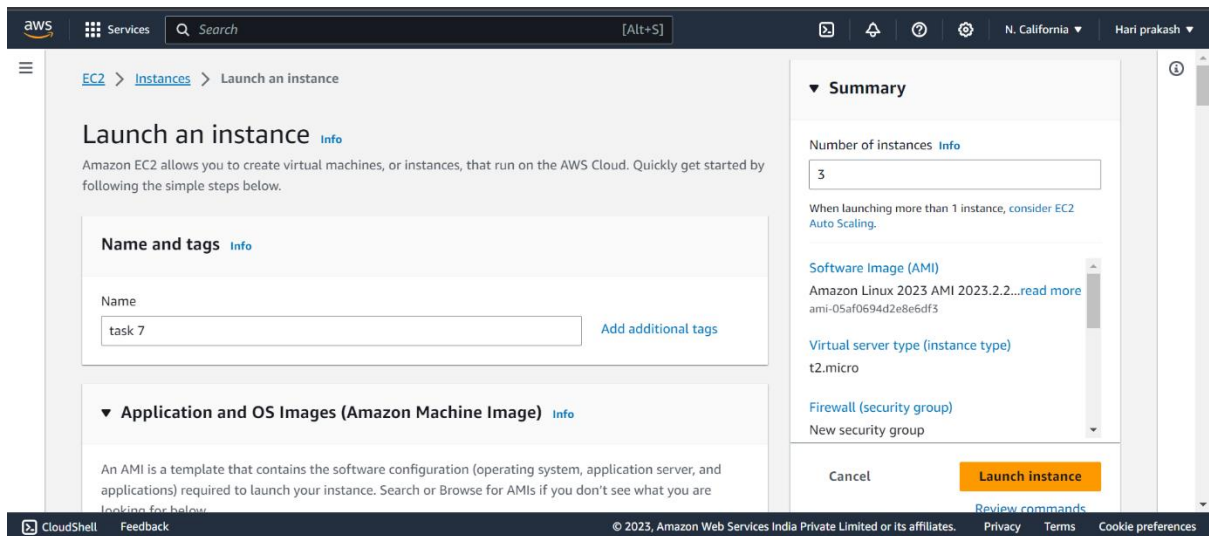 aws Services Search [Alt+S] N. California ▼ Hari prakash ▼
EC2 > Instances > Launch an instance
Launch an instance Info
Amazon EC2 allows you to create virtual machines, or instances, that run on the AWS Cloud. Quickly get started by
following the simple steps below.
Name and tags Info
Name
task 7 Add additional tags
▼ Application and OS Images (Amazon Machine Image) Info
An AMI is a template that contains the software configuration (operating system, application server, and
applications) required to launch your instance. Search or Browse for AMIs if you don't see what you are
looking for below
▼ Summary
Number of instances Info
3
When launching more than 1 instance, consider EC2
Auto Scaling.
Software Image (AMI)
Amazon Linux 2023 AMI 2023.2.2...read more
ami-05af0694d2e8e6df3
Virtual server type (instance type)
t2.micro
Firewall (security group)
New security group
Cancel Launch instance
Review commands
CloudShell Feedback © 2023, Amazon Web Services India Private Limited or its affiliates. Privacy Terms Cookie preferences